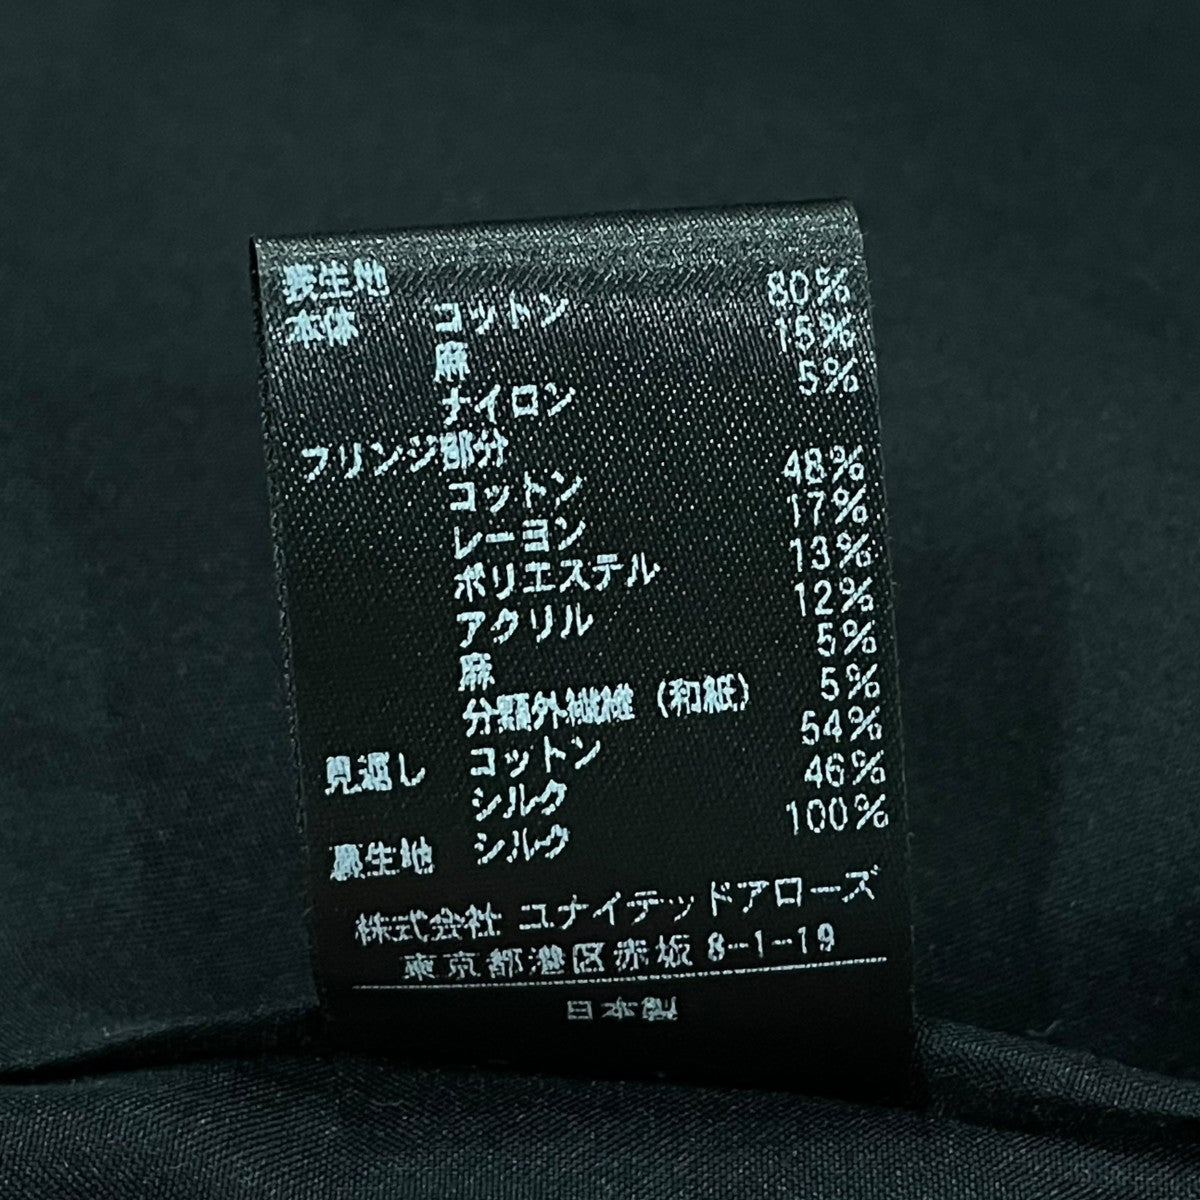 表生地
本体 コットン 80%
麻 15%
ナイロン 5%
フリンジ部分
コットン 48%
レーヨン 17%
ポリエステル 13%
アクリル 12%
麻 5%
分類外繊維（和紙） 5%
見返し コットン 54%
シルク 46%
裏生地 シルク 100%
株式会社 ユナイテッドアローズ
東京都港区赤坂 8-1-19
日本製